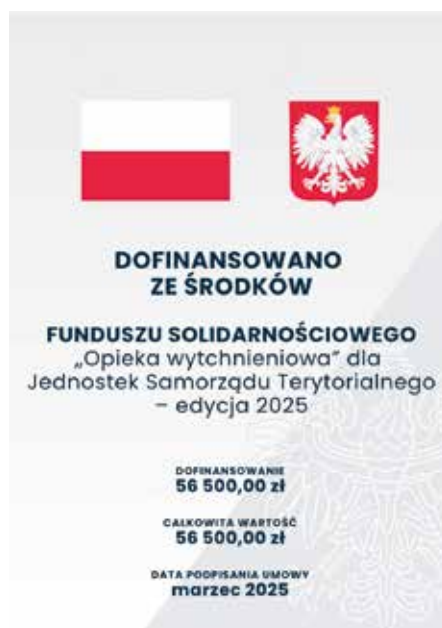 DOFINANSOWANO
ZE ŚRODKÓW
FUNDUSZU SOLIDARNOŚCIOWEGO
„Opieka wytchnieniowa” dla
Jednostek Samorządu Terytorialnego
– edycja 2025
DOFINANSOWANIE
56 500,00 zł
CAŁKOWITA WARTOŚĆ
56 500,00 zł
DATA PODPISANIA UMOWY
marzec 2025